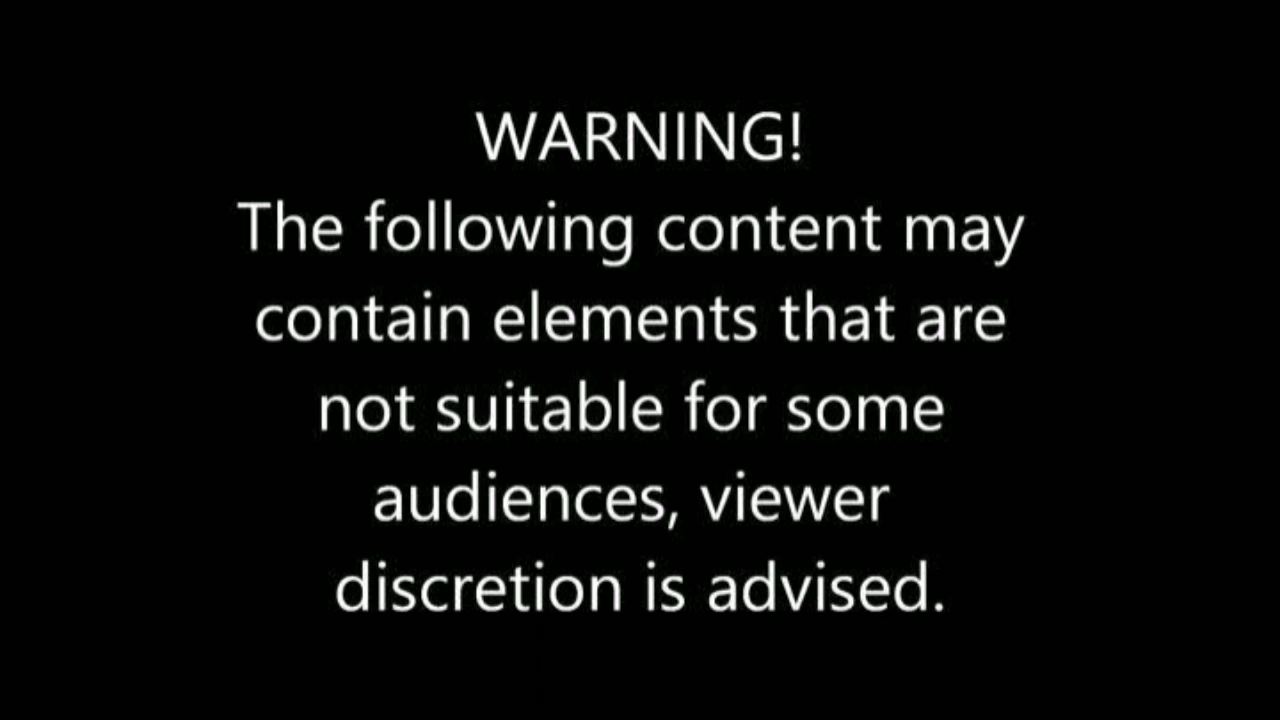 WARNING!
The following content may
contain elements that are
not suitable for some
audiences, viewer
discretion is advised.